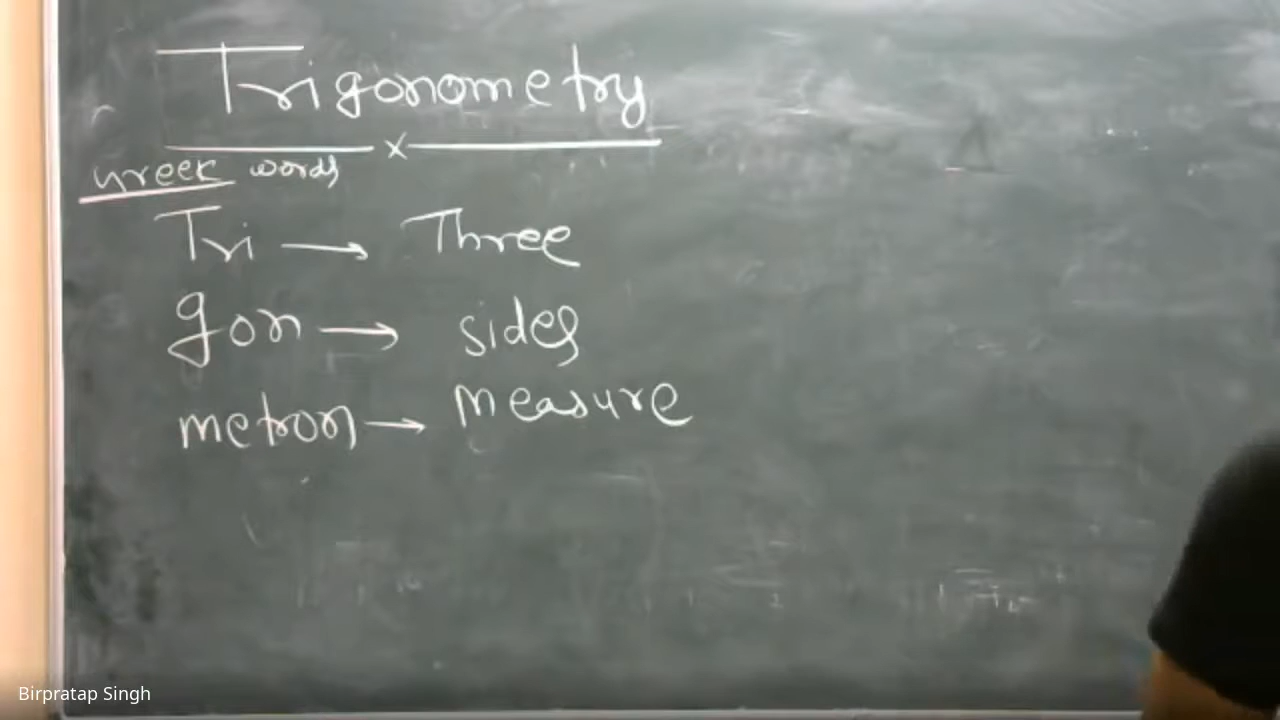 Trigonometry
Greek words
Tri → Three
gon → sides
metron → Measure
Birpratap Singh